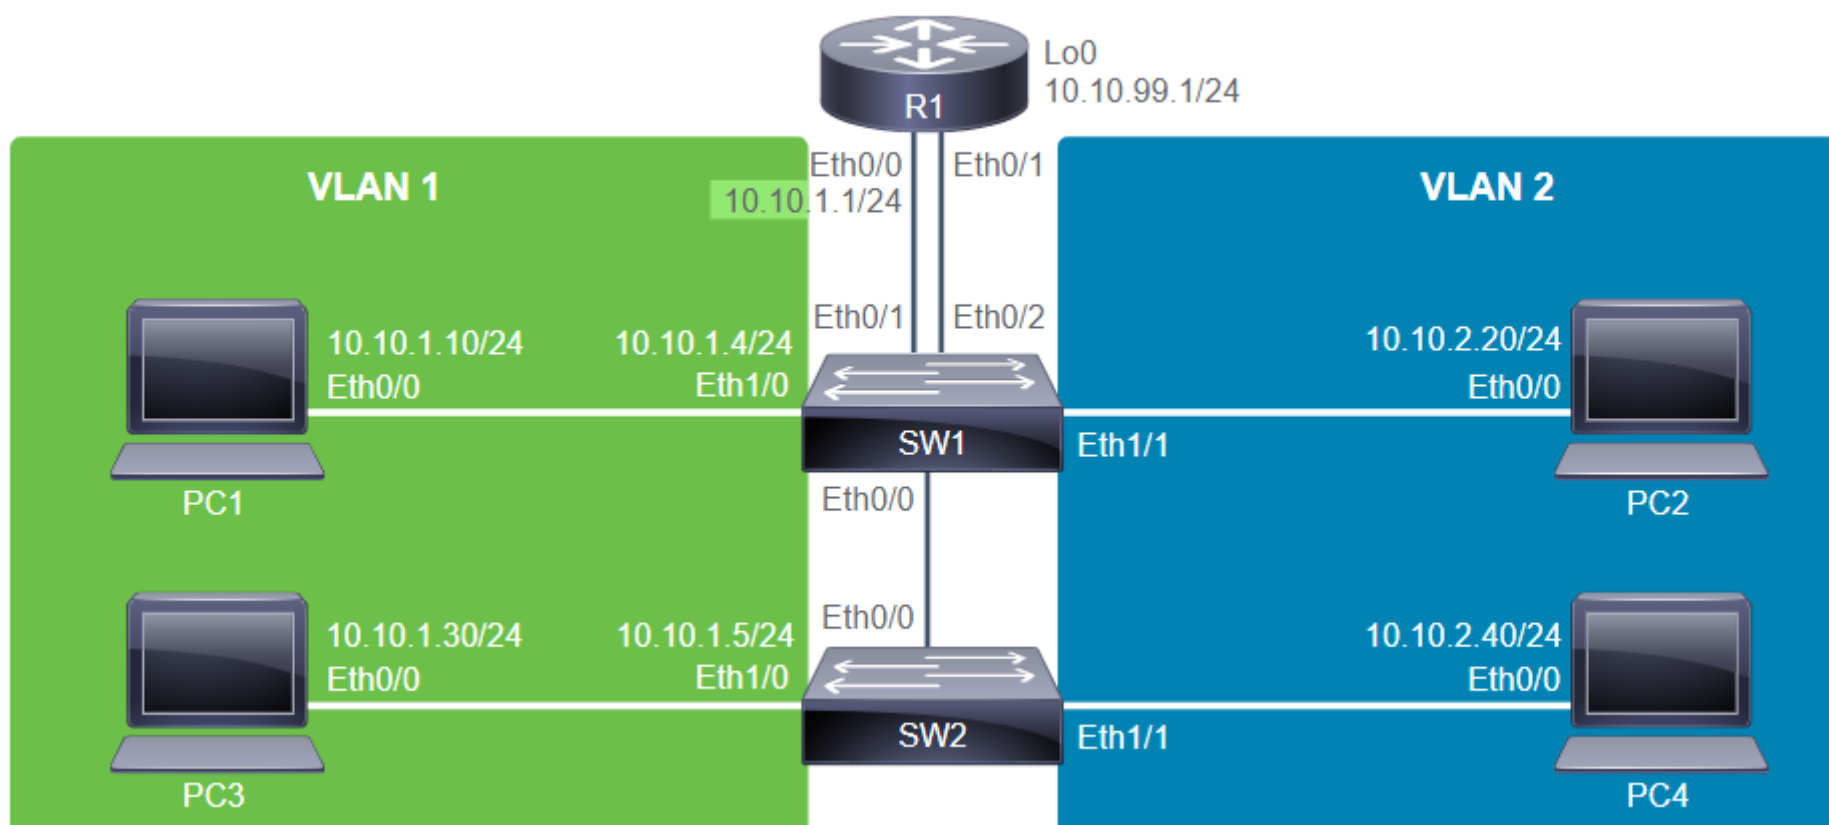 Lo0
10.10.99.1/24
R1
VLAN 1
Eth0/0
Eth0/1
10.10.1.1/24
VLAN 2
Eth0/1
Eth0/2
10.10.1.10/24
Eth0/0
10.10.1.4/24
Eth1/0
10.10.2.20/24
Eth0/0
SW1
Eth1/1
PC1
Eth0/0
PC2
Eth0/0
10.10.1.30/24
Eth0/0
10.10.1.5/24
Eth1/0
10.10.2.40/24
Eth0/0
SW2
Eth1/1
PC3
PC4